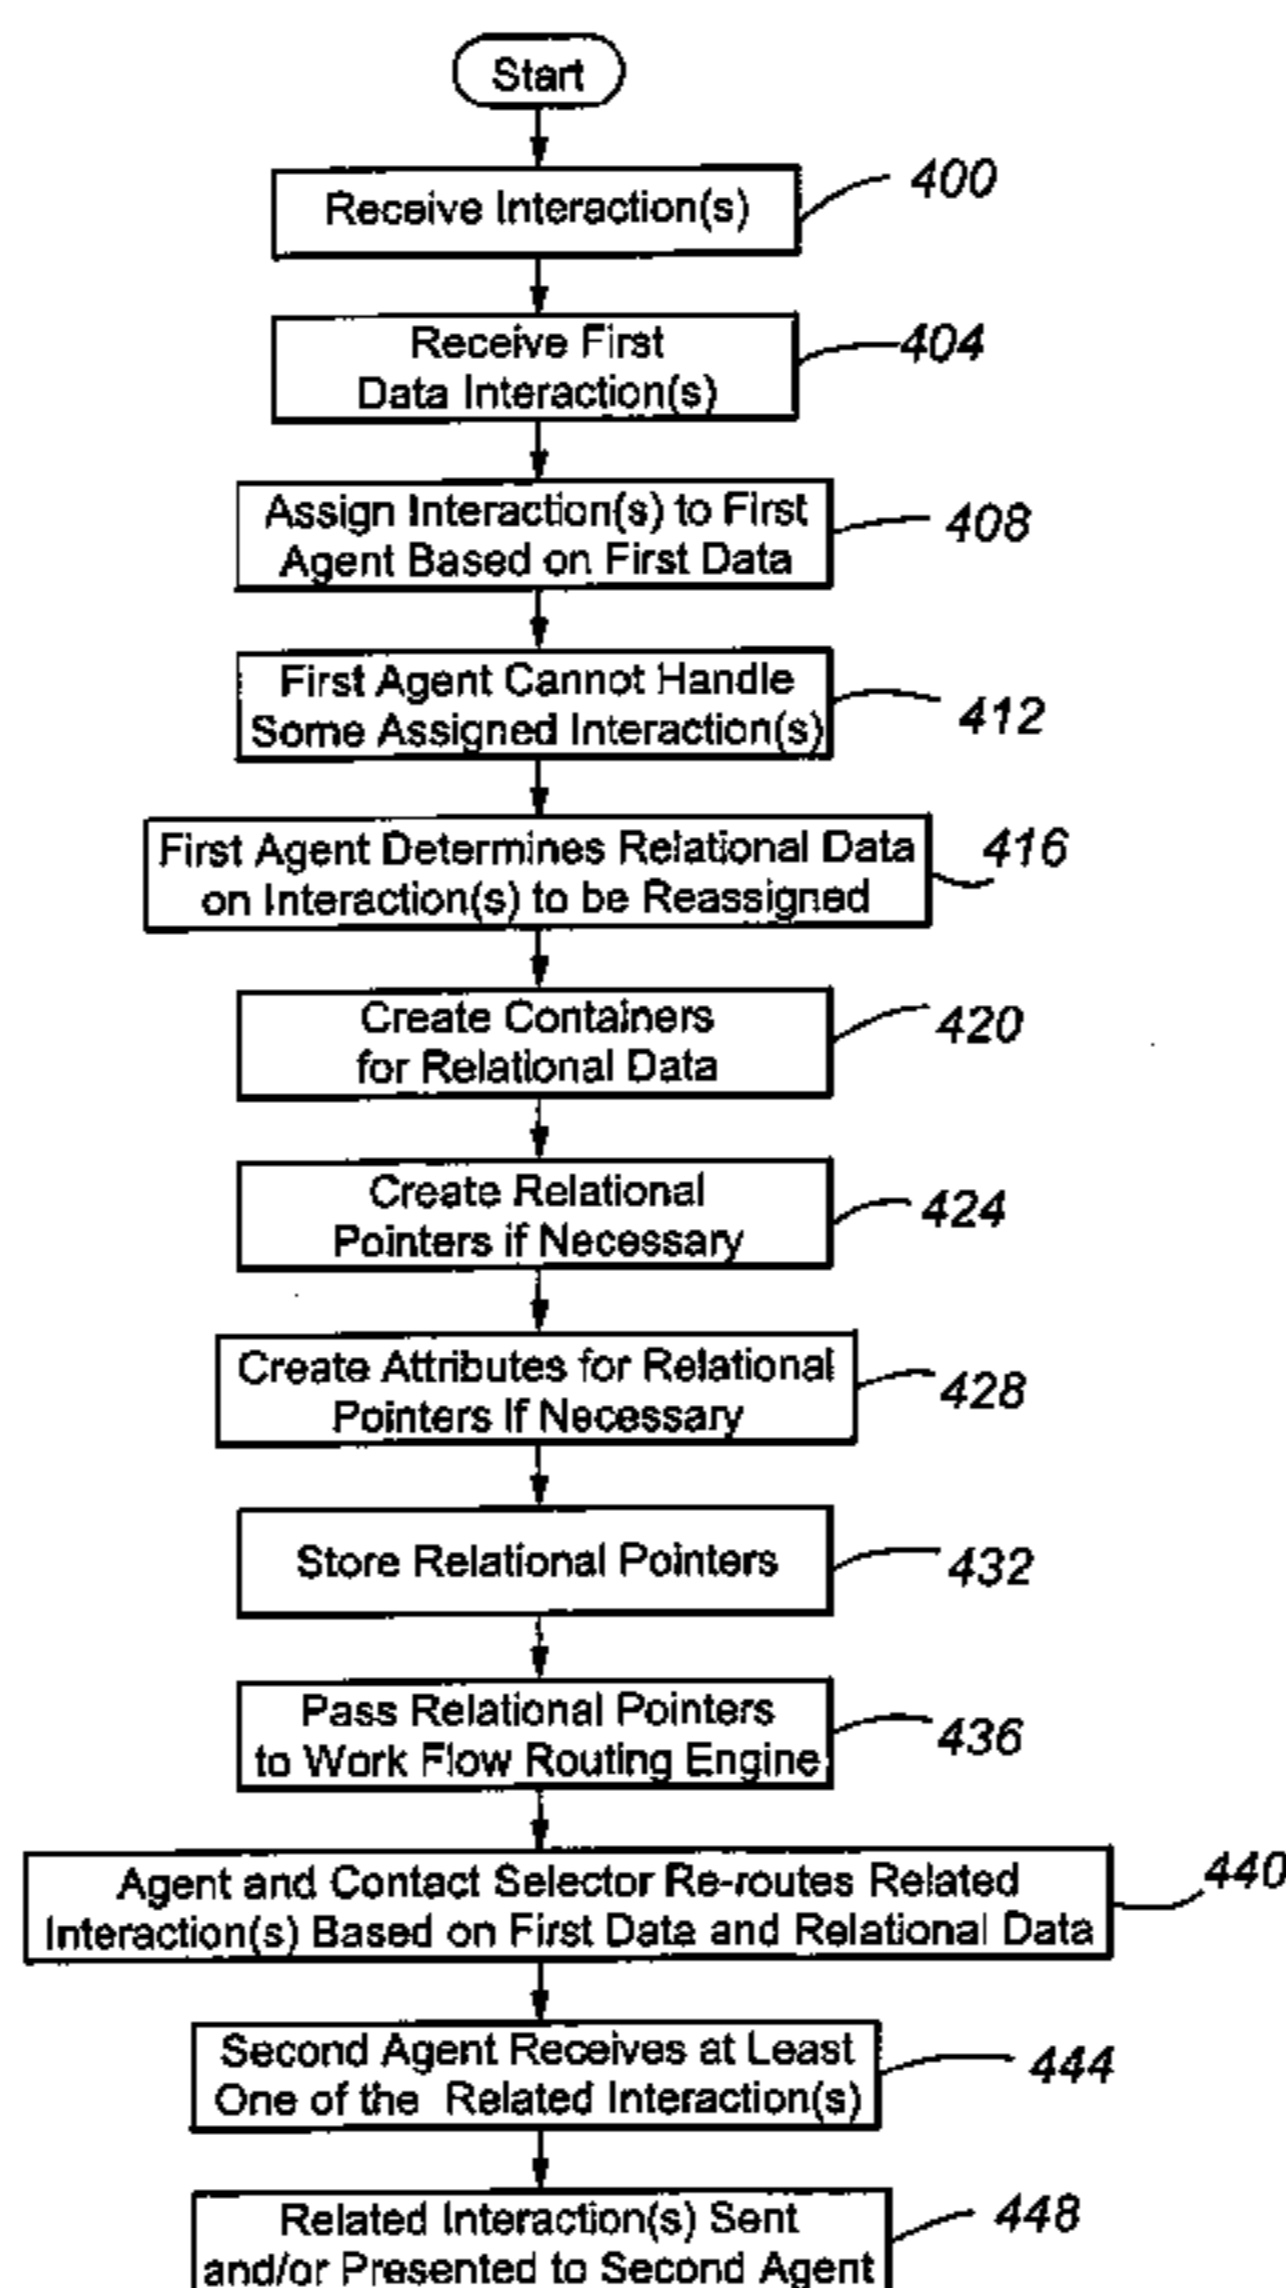 Start
Receive Interaction(s)
400
Receive First
Data Interaction(s)
404
Assign Interaction(s) to First
Agent Based on First Data
408
First Agent Cannot Handle
Some Assigned Interaction(s)
412
First Agent Determines Relational Data
on Interaction(s) to be Reassigned
416
Create Containers
for Relational Data
420
Create Relational
Pointers if Necessary
424
Create Attributes for Relational
Pointers If Necessary
428
Store Relational Pointers
432
Pass Relational Pointers
to Work Flow Routing Engine
436
Agent and Contact Selector Re-routes Related
Interaction(s) Based on First Data and Relational Data
440
Second Agent Receives at Least
One of the Related Interaction(s)
444
Related Interaction(s) Sent
and/or Presented to Second Agent
448